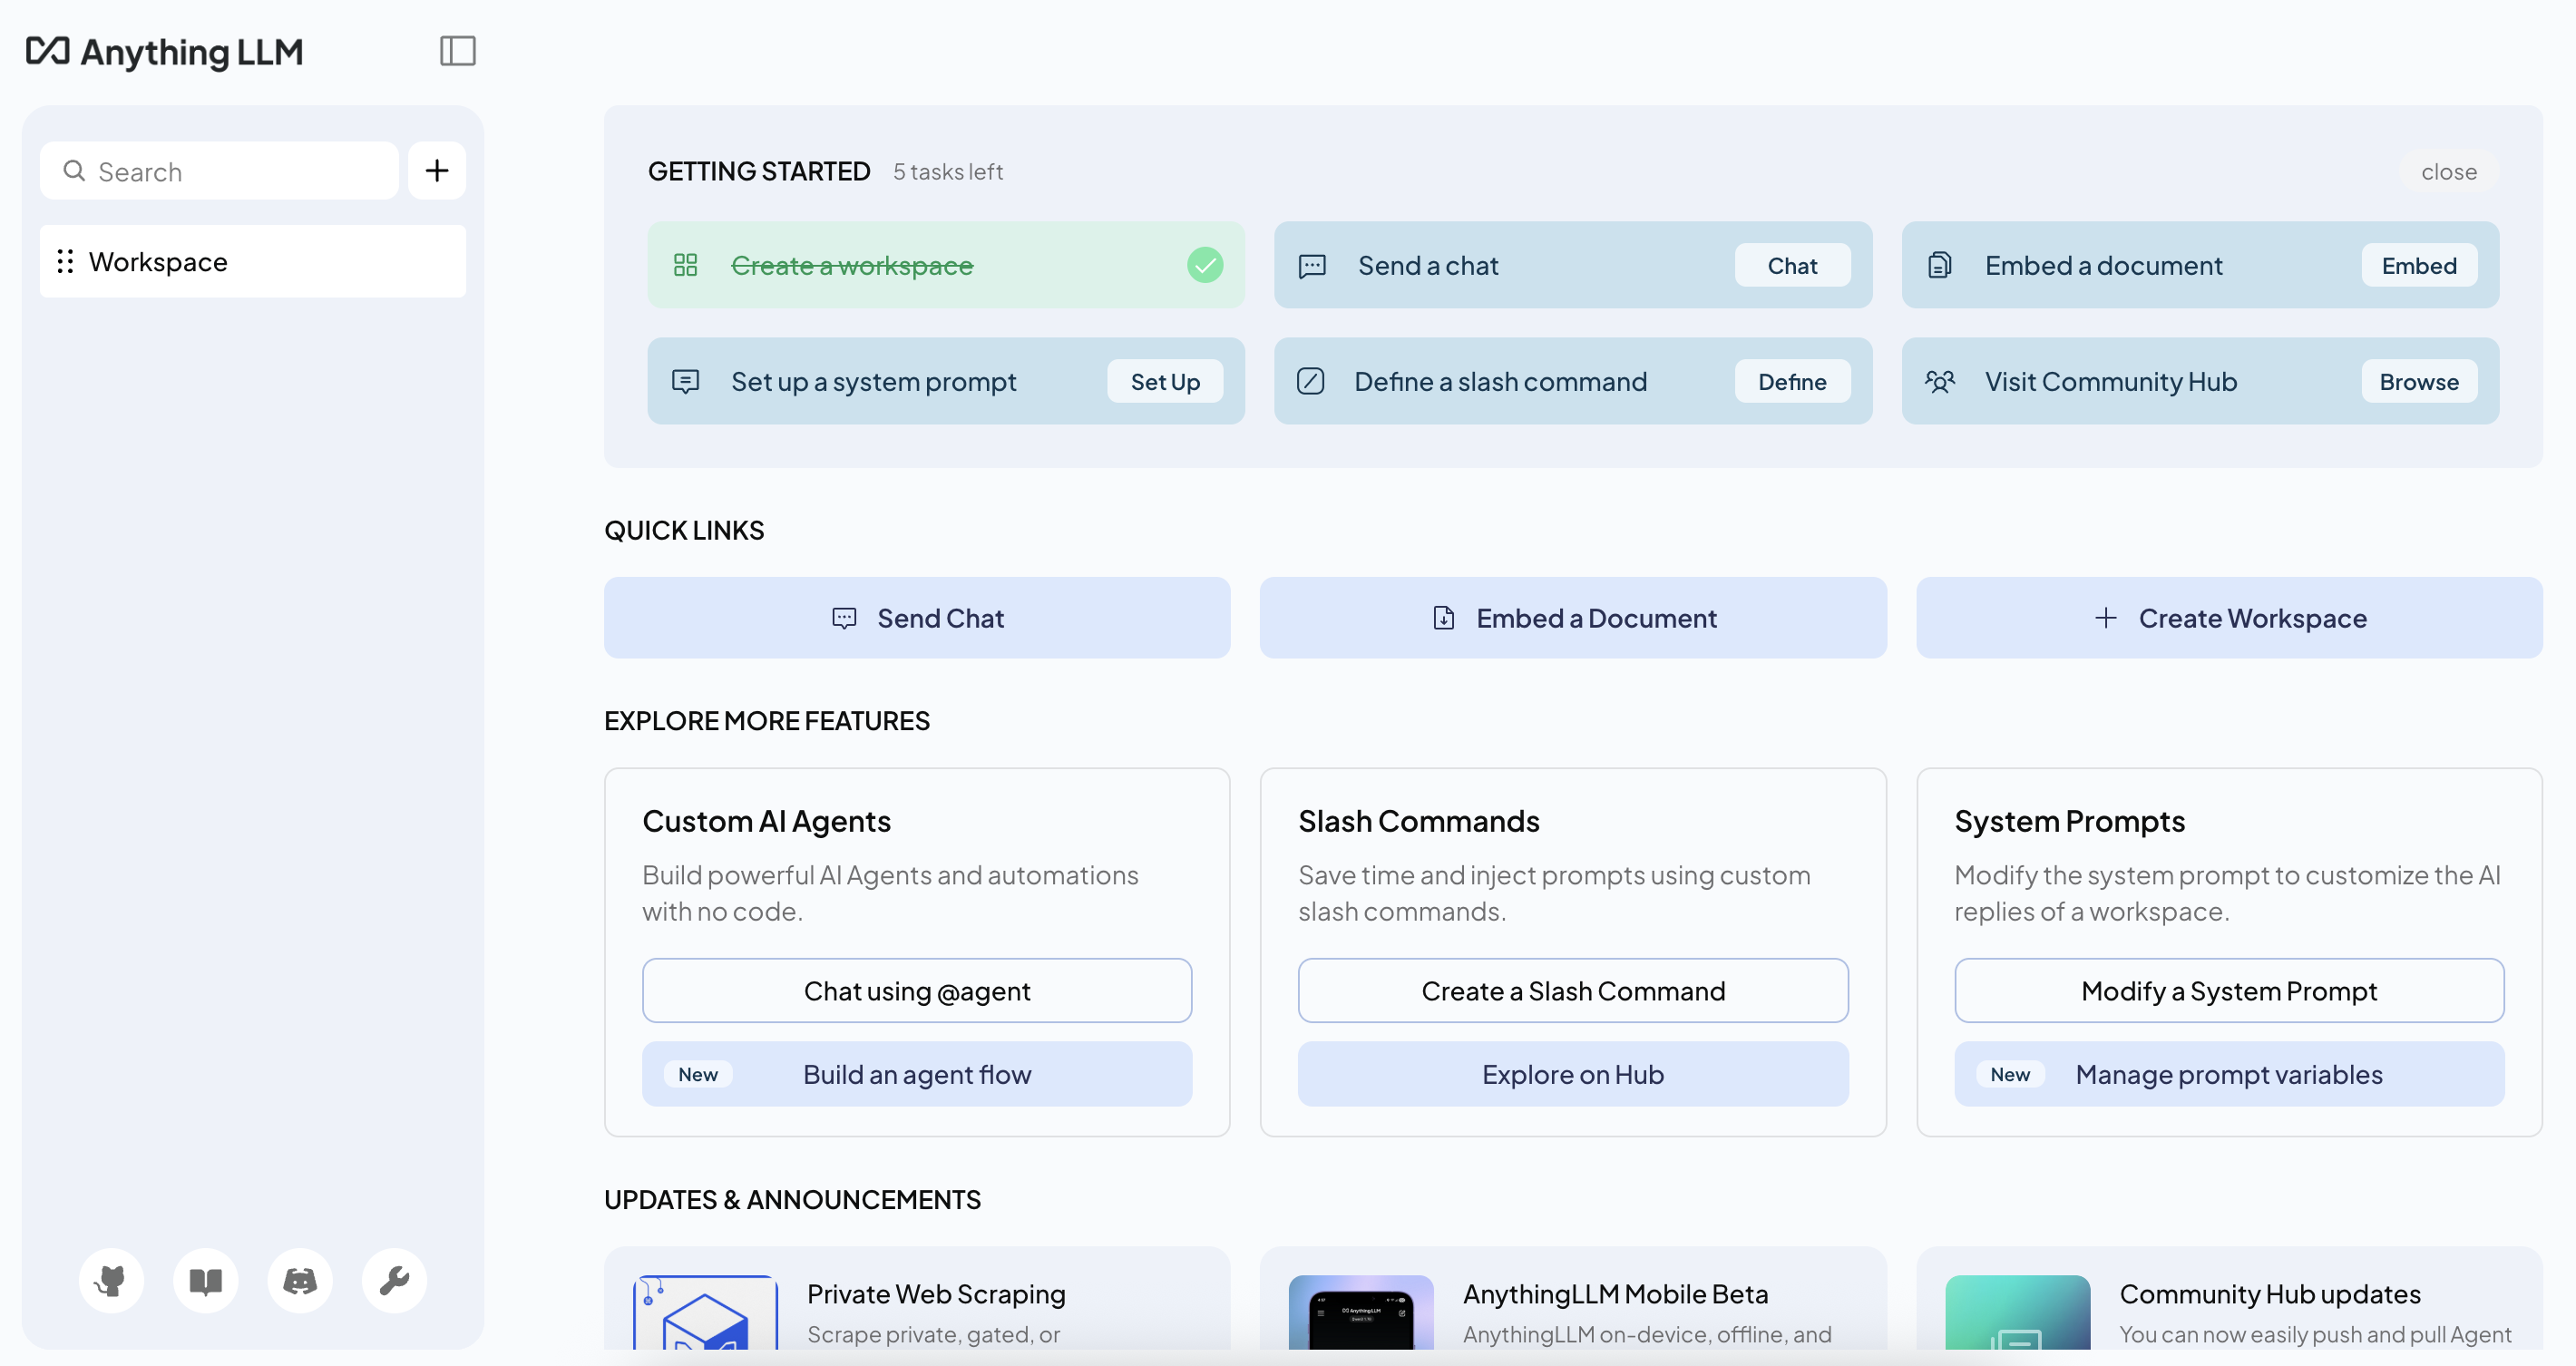 Anything LLM
Search
Workspace
GETTING STARTED 5 tasks left close
Create a workspace
Send a chat Chat
Embed a document Embed
Set up a system prompt Set Up
Define a slash command Define
Visit Community Hub Browse
QUICK LINKS
Send Chat
Embed a Document
Create Workspace
EXPLORE MORE FEATURES
Custom AI Agents
Build powerful AI Agents and automations
with no code.
Chat using @agent
New Build an agent flow
Slash Commands
Save time and inject prompts using custom
slash commands.
Create a Slash Command
Explore on Hub
System Prompts
Modify the system prompt to customize the AI
replies of a workspace.
Modify a System Prompt
New Manage prompt variables
UPDATES & ANNOUNCEMENTS
Private Web Scraping
Scrape private, gated, or
AnythingLLM
AnythingLLM Mobile Beta
AnythingLLM on-device, offline, and
Community Hub updates
You can now easily push and pull Agent